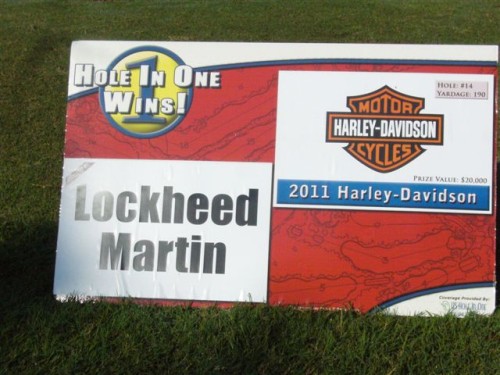 Hole In One
Wins!
1
Hole: #14
Yardage: 190
MOTOR
HARLEY-DAVIDSON
CYCLES
Prize Value: $20,000
2011 Harley-Davidson
Lockheed
Martin
Coverage Provided By: